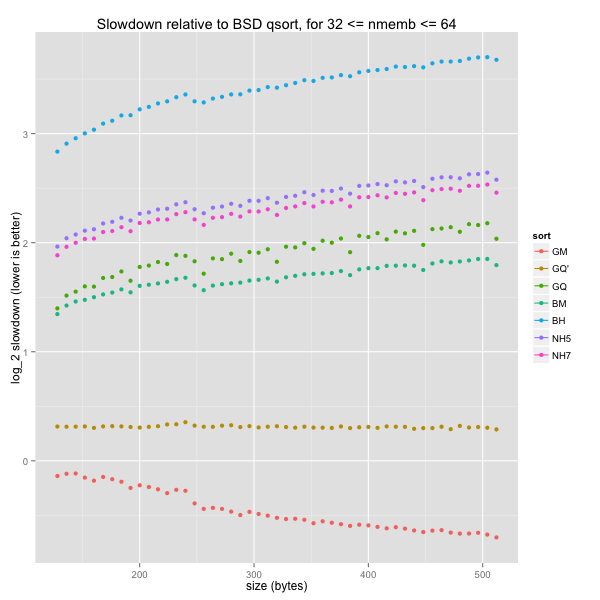 Slowdown relative to BSD qsort, for 32 <= nmemb <= 64
log_2 slowdown (lower is better)
3
2
1
0
200
300
400
500
size (bytes)
sort
GM
GQ'
GQ
BM
BH
NH5
NH7